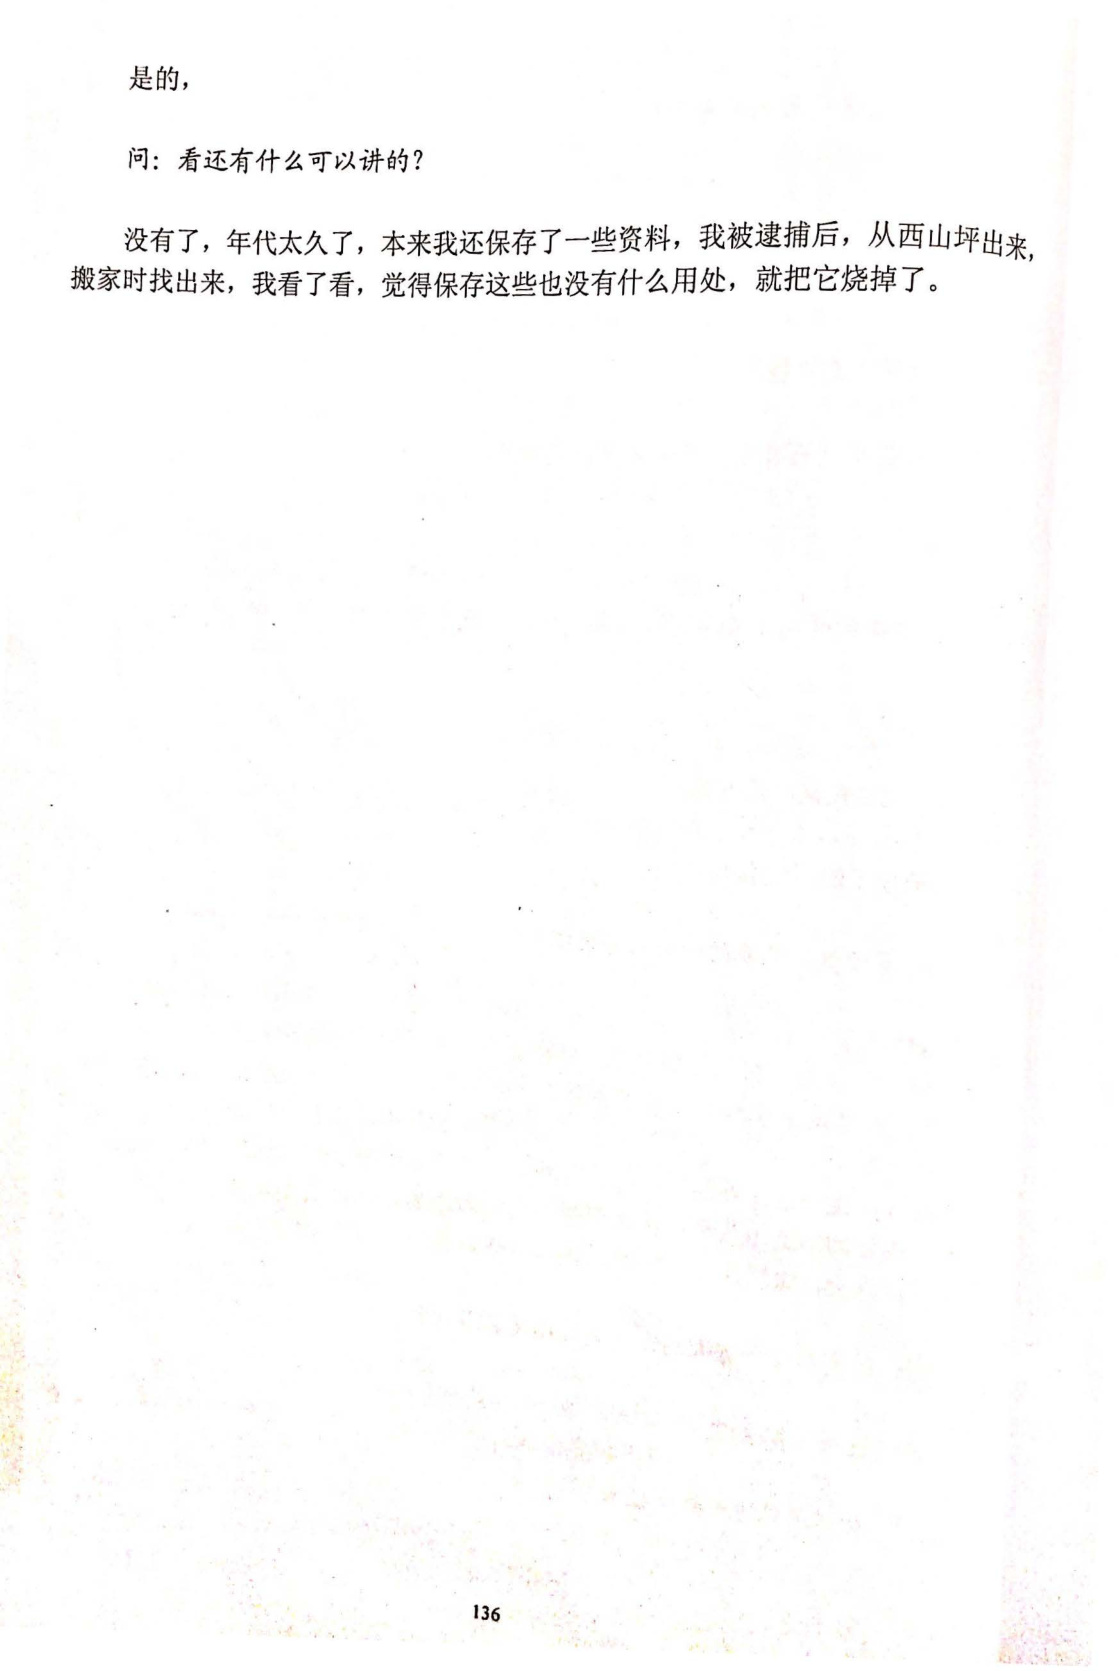 是的，
问：看还有什么可以讲的？
没有了，年代太久了，本来我还保存了一些资料，我被逮捕后，从西山坪出来，
搬家时找出来，我看了看，觉得保存这些也没有什么用处，就把它烧掉了。
136